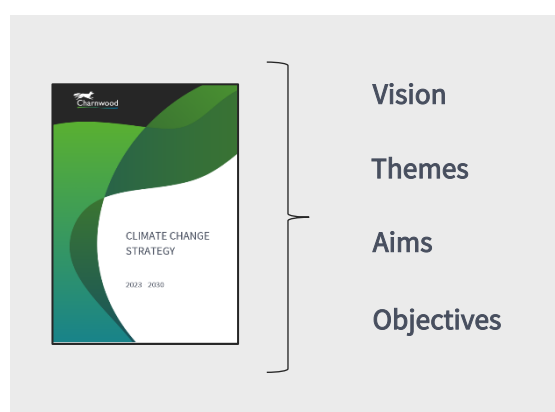 Charnwood
CLIMATE CHANGE
STRATEGY
2023 2030
Vision
Themes
Aims
Objectives